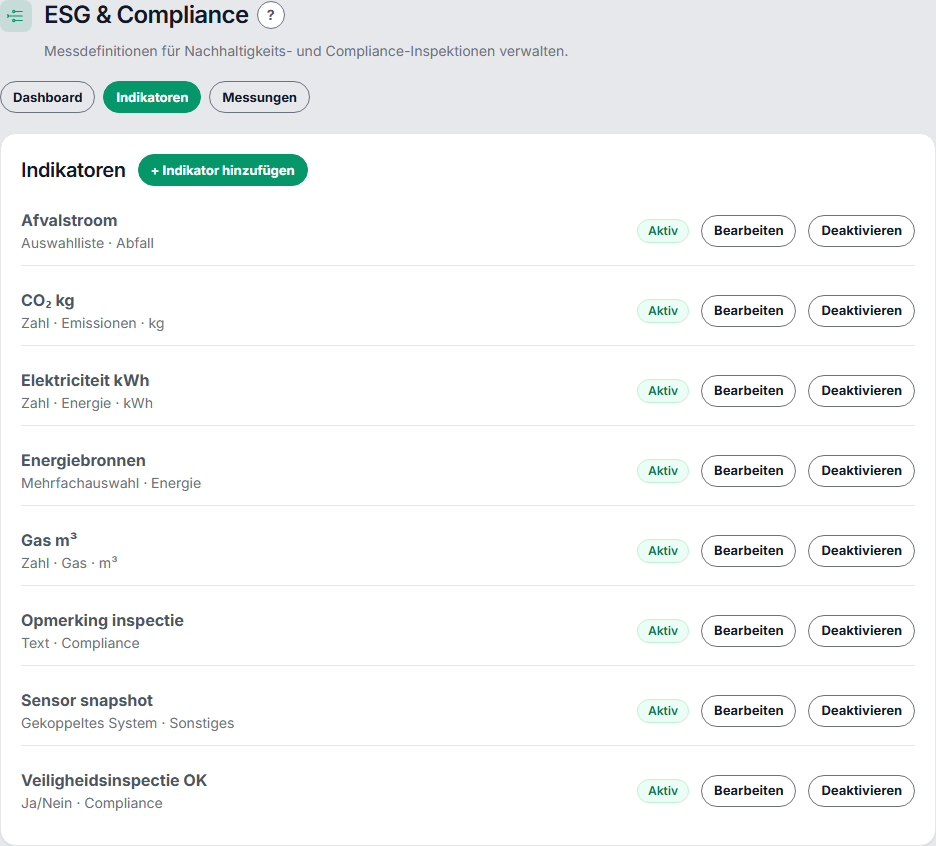 ESG & Compliance ?
Messdefinitionen für Nachhaltigkeits- und Compliance-Inspektionen verwalten.
Dashboard Indikatoren Messungen
Indikatoren + Indikator hinzufügen
Afvalstroom
Auswahlliste · Abfall
Aktiv Bearbeiten Deaktivieren
CO₂ kg
Zahl · Emissionen · kg
Aktiv Bearbeiten Deaktivieren
Elektriciteit kWh
Zahl · Energie · kWh
Aktiv Bearbeiten Deaktivieren
Energiebronnen
Mehrfachauswahl · Energie
Aktiv Bearbeiten Deaktivieren
Gas m³
Zahl · Gas · m³
Aktiv Bearbeiten Deaktivieren
Opmerking inspectie
Text · Compliance
Aktiv Bearbeiten Deaktivieren
Sensor snapshot
Gekoppeltes System · Sonstiges
Aktiv Bearbeiten Deaktivieren
Veiligheidsinspectie OK
Ja/Nein · Compliance
Aktiv Bearbeiten Deaktivieren